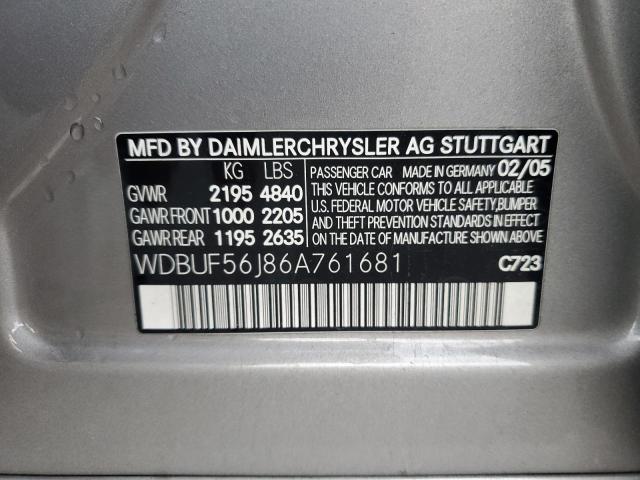 MFD BY DAIMLERCHRYSLER AG STUTTGART
KG LBS
GVWR 2195 4840
GAWR FRONT 1000 2205
GAWR REAR 1195 2635
PASSENGER CAR MADE IN GERMANY 02/05
THIS VEHICLE CONFORMS TO ALL APPLICABLE
U.S. FEDERAL MOTOR VEHICLE SAFETY,BUMPER
AND THEFT PREVENTION STANDARDS IN EFFECT
ON THE DATE OF MANUFACTURE SHOWN ABOVE.
WDBUF56J86A761681 C723